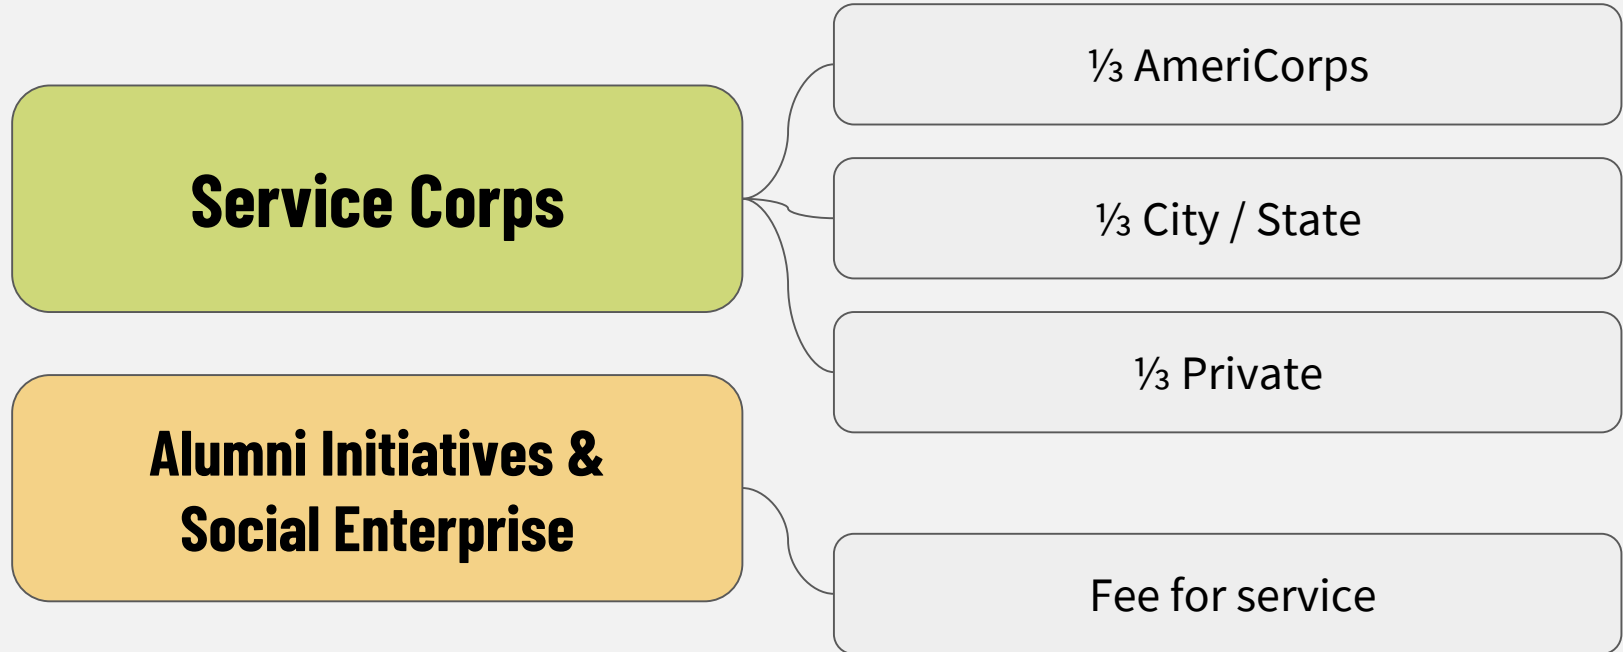 Service Corps
⅓ AmeriCorps
⅓ City / State
⅓ Private
Alumni Initiatives &
Social Enterprise
Fee for service